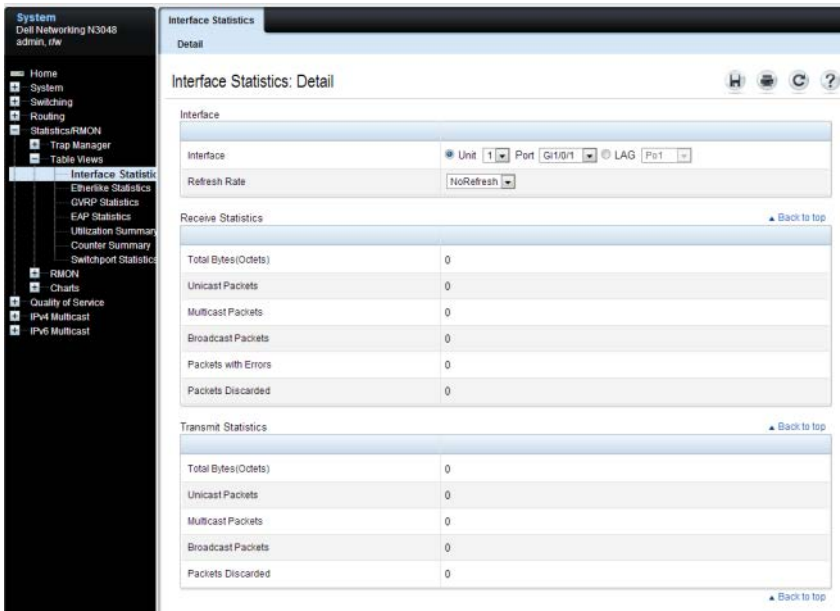 System
Dell Networking N3048
admin, r/w
Home
System
Switching
Routing
Statistics/RMON
Trap Manager
Table Views
Interface Statistic
Etherlike Statistics
GVRP Statistics
EAP Statistics
Utilization Summary
Counter Summary
Switchport Statistics
RMON
Charts
Quality of Service
IPv4 Multicast
IPv6 Multicast
Interface Statistics
Detail
Interface Statistics: Detail
?
Interface
Interface Unit 1 Port Gi1/0/1 LAG Po1
Refresh Rate NoRefresh
Receive Statistics Back to top
Total Bytes(Octets) 0
Unicast Packets 0
Multicast Packets 0
Broadcast Packets 0
Packets with Errors 0
Packets Discarded 0
Transmit Statistics Back to top
Total Bytes(Octets) 0
Unicast Packets 0
Multicast Packets 0
Broadcast Packets 0
Packets Discarded 0
Back to top